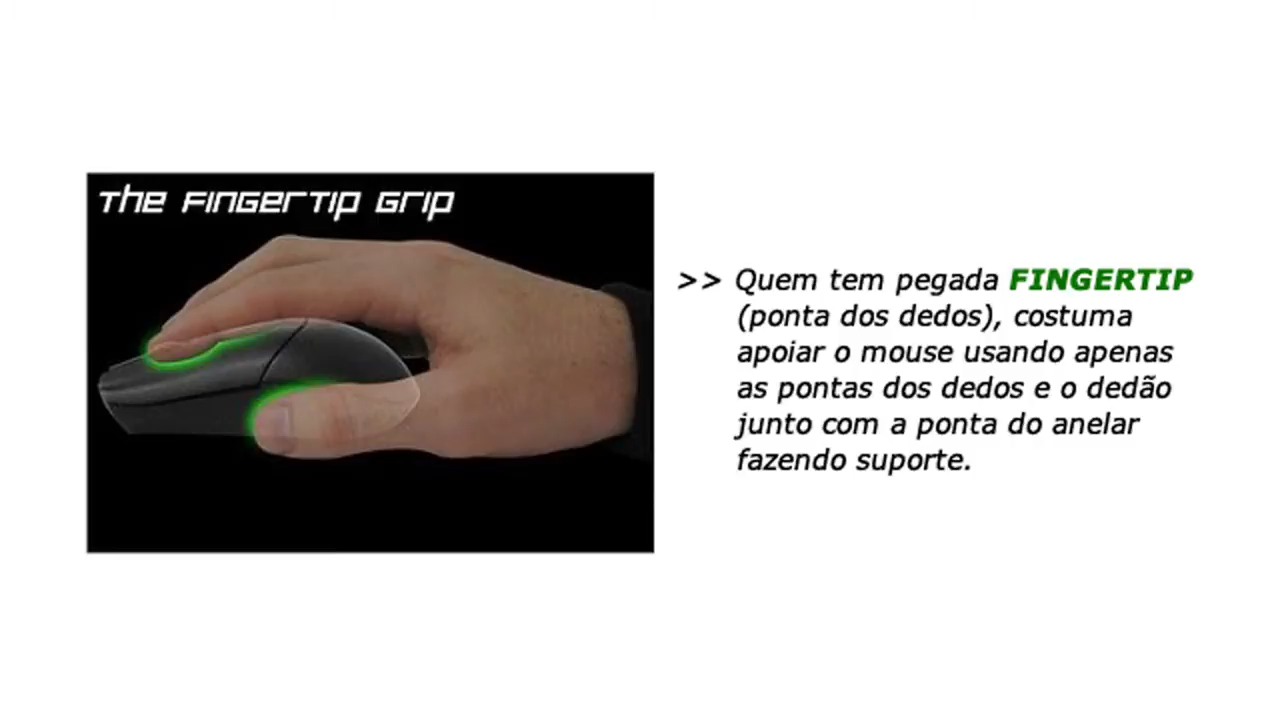 The Fingertip Grip
>> Quem tem pegada FINGERTIP
(ponta dos dedos), costuma
apoiar o mouse usando apenas
as pontas dos dedos e o dedão
junto com a ponta do anelar
fazendo suporte.